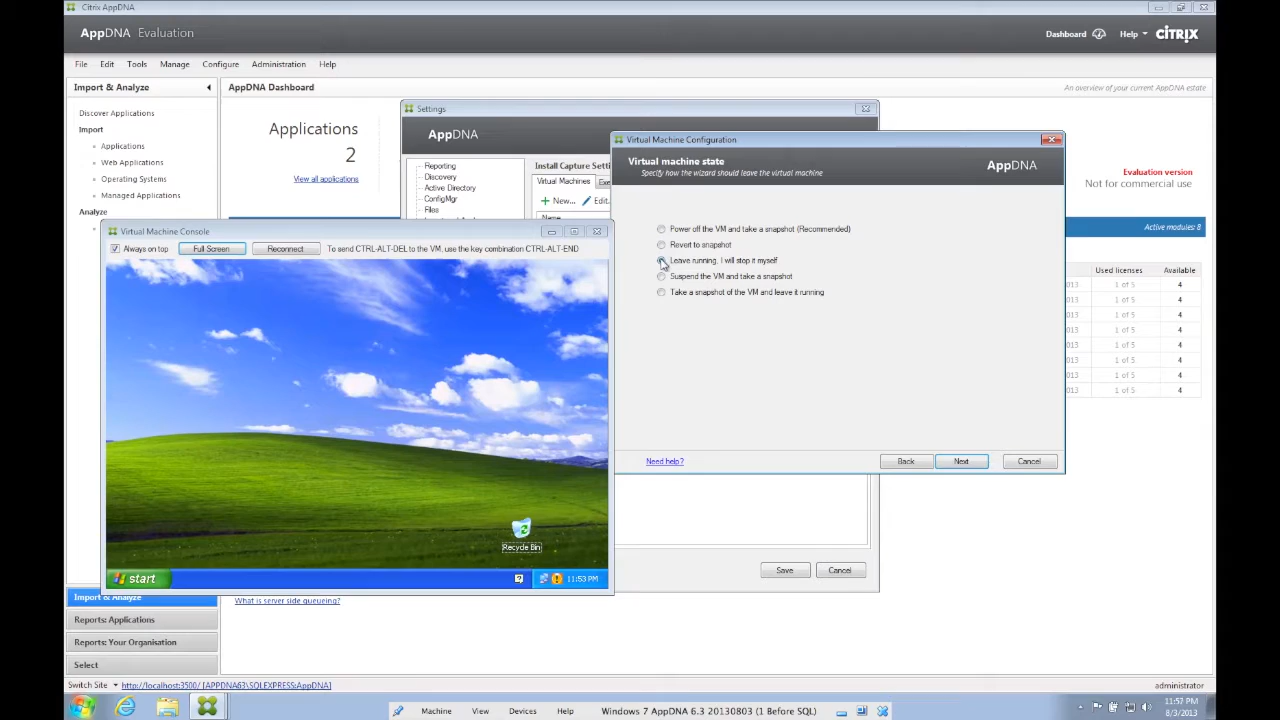 Citrix AppDNA
AppDNA Evaluation
Dashboard
Help
CITRIX
File Edit Tools Manage Configure Administration Help
Import & Analyze
AppDNA Dashboard
An overview of your current AppDNA estate
Discover Applications
Import
Applications
Web Applications
Operating Systems
Managed Applications
Analyze
Applications
2
View all applications
Settings
AppDNA
Reporting
Discovery
Active Directory
ConfigMgr
Files
Install Capture Sett
Virtual Machines
Exe
New...
Edit.
Name
Virtual Machine Configuration
Virtual machine state
Specify how the wizard should leave the virtual machine
AppDNA
Power off the VM and take a snapshot (Recommended)
Revert to snapshot
Leave running, I will stop it myself
Suspend the VM and take a snapshot
Take a snapshot of the VM and leave it running
Need help?
Back
Next
Cancel
Evaluation version
Not for commercial use
Active modules: 8
Used licenses Available
013 1 of 5 4
013 1 of 5 4
013 1 of 5 4
013 1 of 5 4
013 1 of 5 4
013 1 of 5 4
013 1 of 5 4
013 1 of 5 4
Virtual Machine Console
Always on top
Full Screen
Reconnect
To send CTRL-ALT-DEL to the VM, use the key combination CTRL-ALT-END
Recycle Bin
start
11:53 PM
Save
Cancel
Import & Analyze
What is server side queueing?
Reports: Applications
Reports: Your Organisation
Select
Switch Site
http://localhost:3500/ [APPDNA63\SQLEXPRESS:AppDNA]
administrator
Machine View Devices Help
Windows 7 AppDNA 6.3 20130803 (1 Before SQL)
11:57 PM
8/3/2013